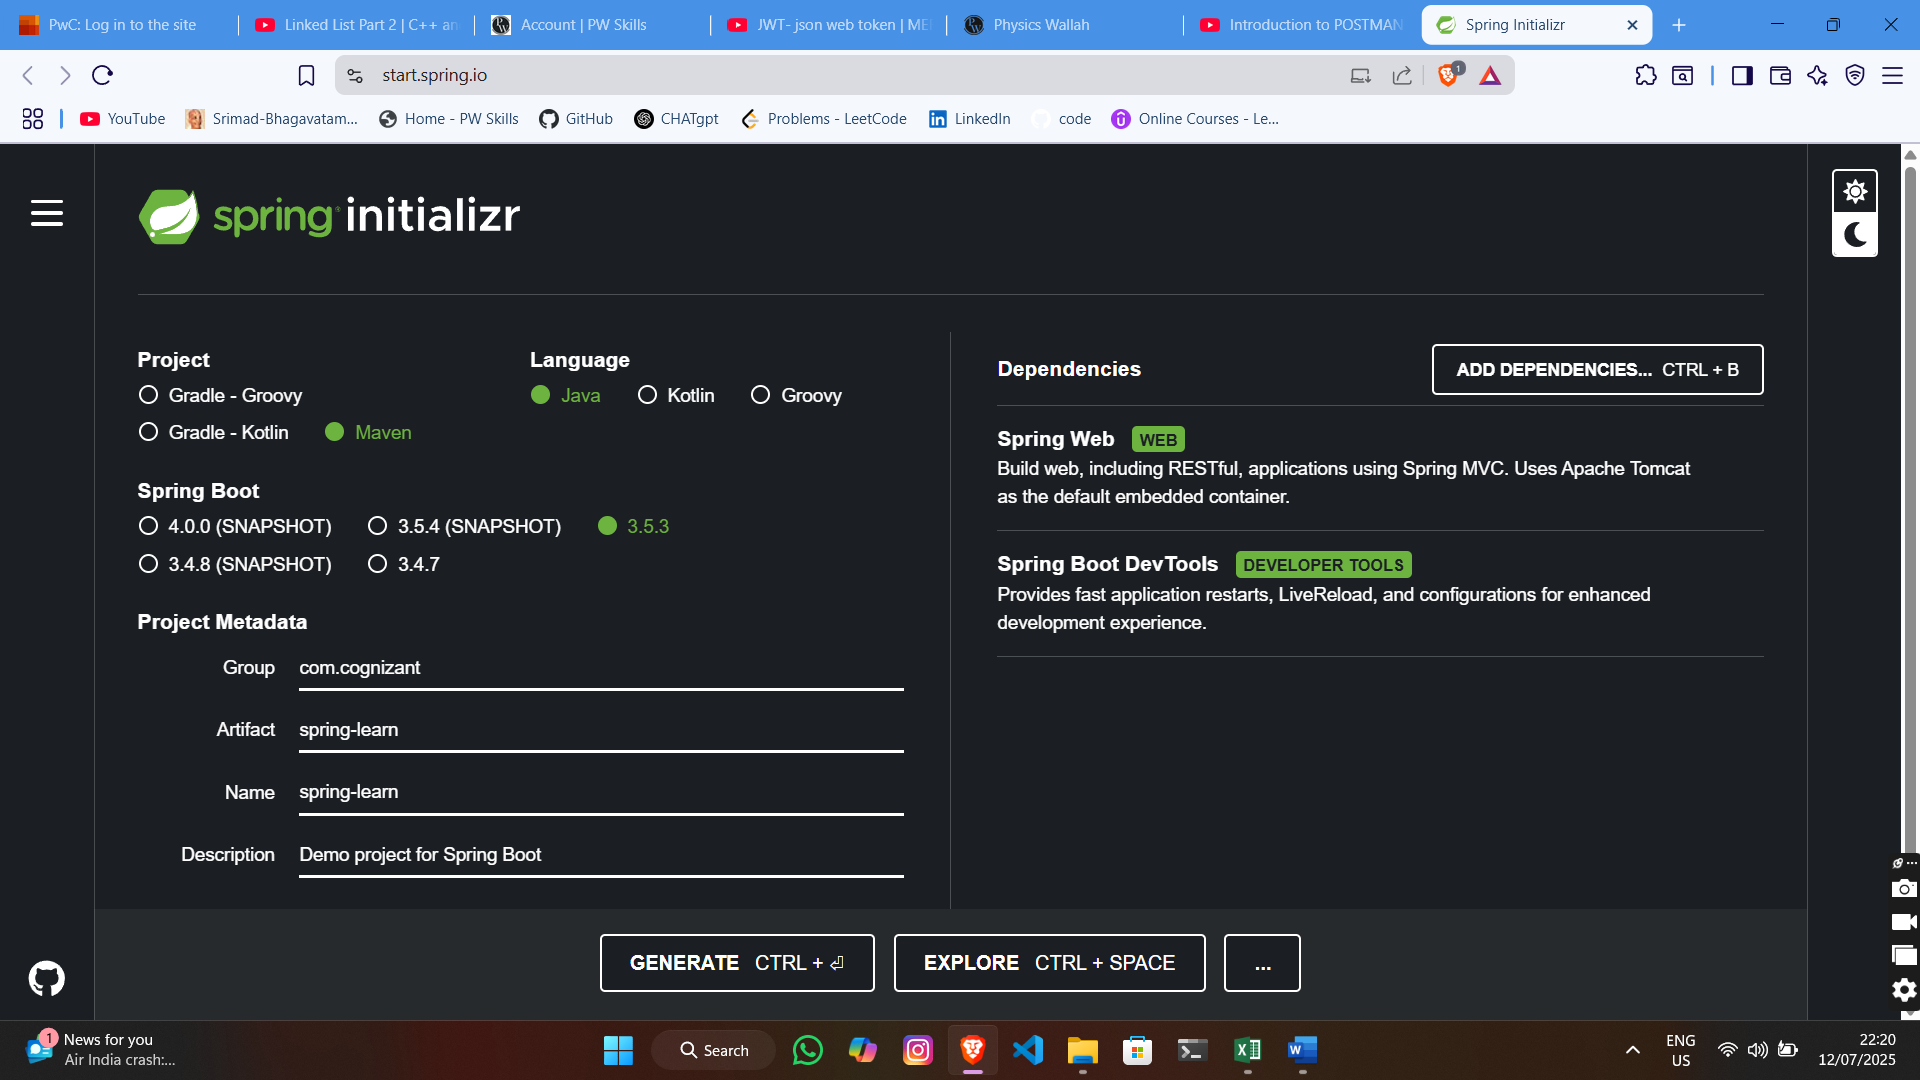 PwC: Log in to the site
Linked List Part 2 | C++ an
Account | PW Skills
JWT- json web token | ME
Physics Wallah
Introduction to POSTMAN
Spring Initializr
start.spring.io
1
YouTube
Srimad-Bhagavatam...
Home - PW Skills
GitHub
CHATgpt
Problems - LeetCode
LinkedIn
code
Online Courses - Le...
spring initializr
Project
Gradle - Groovy
Gradle - Kotlin
Maven
Language
Java
Kotlin
Groovy
Spring Boot
4.0.0 (SNAPSHOT)
3.5.4 (SNAPSHOT)
3.5.3
3.4.8 (SNAPSHOT)
3.4.7
Project Metadata
Group com.cognizant
Artifact spring-learn
Name spring-learn
Description Demo project for Spring Boot
Dependencies
ADD DEPENDENCIES... CTRL + B
Spring Web WEB
Build web, including RESTful, applications using Spring MVC. Uses Apache Tomcat
as the default embedded container.
Spring Boot DevTools DEVELOPER TOOLS
Provides fast application restarts, LiveReload, and configurations for enhanced
development experience.
GENERATE CTRL + ⏎
EXPLORE CTRL + SPACE
...
1
News for you
Air India crash:...
Search
ENG
US
22:20
12/07/2025